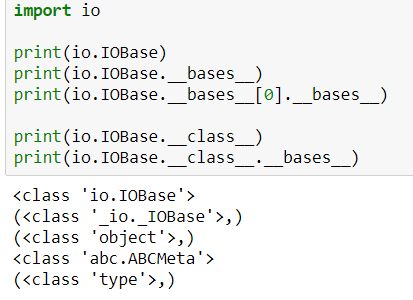 import io
print(io.IOBase)
print(io.IOBase.__bases__)
print(io.IOBase.__bases__[0].__bases__)
print(io.IOBase.__class__)
print(io.IOBase.__class__.__bases__)
<class 'io.IOBase'>
(<class '_io._IOBase'>,)
(<class 'object'>,)
<class 'abc.ABCMeta'>
(<class 'type'>,)